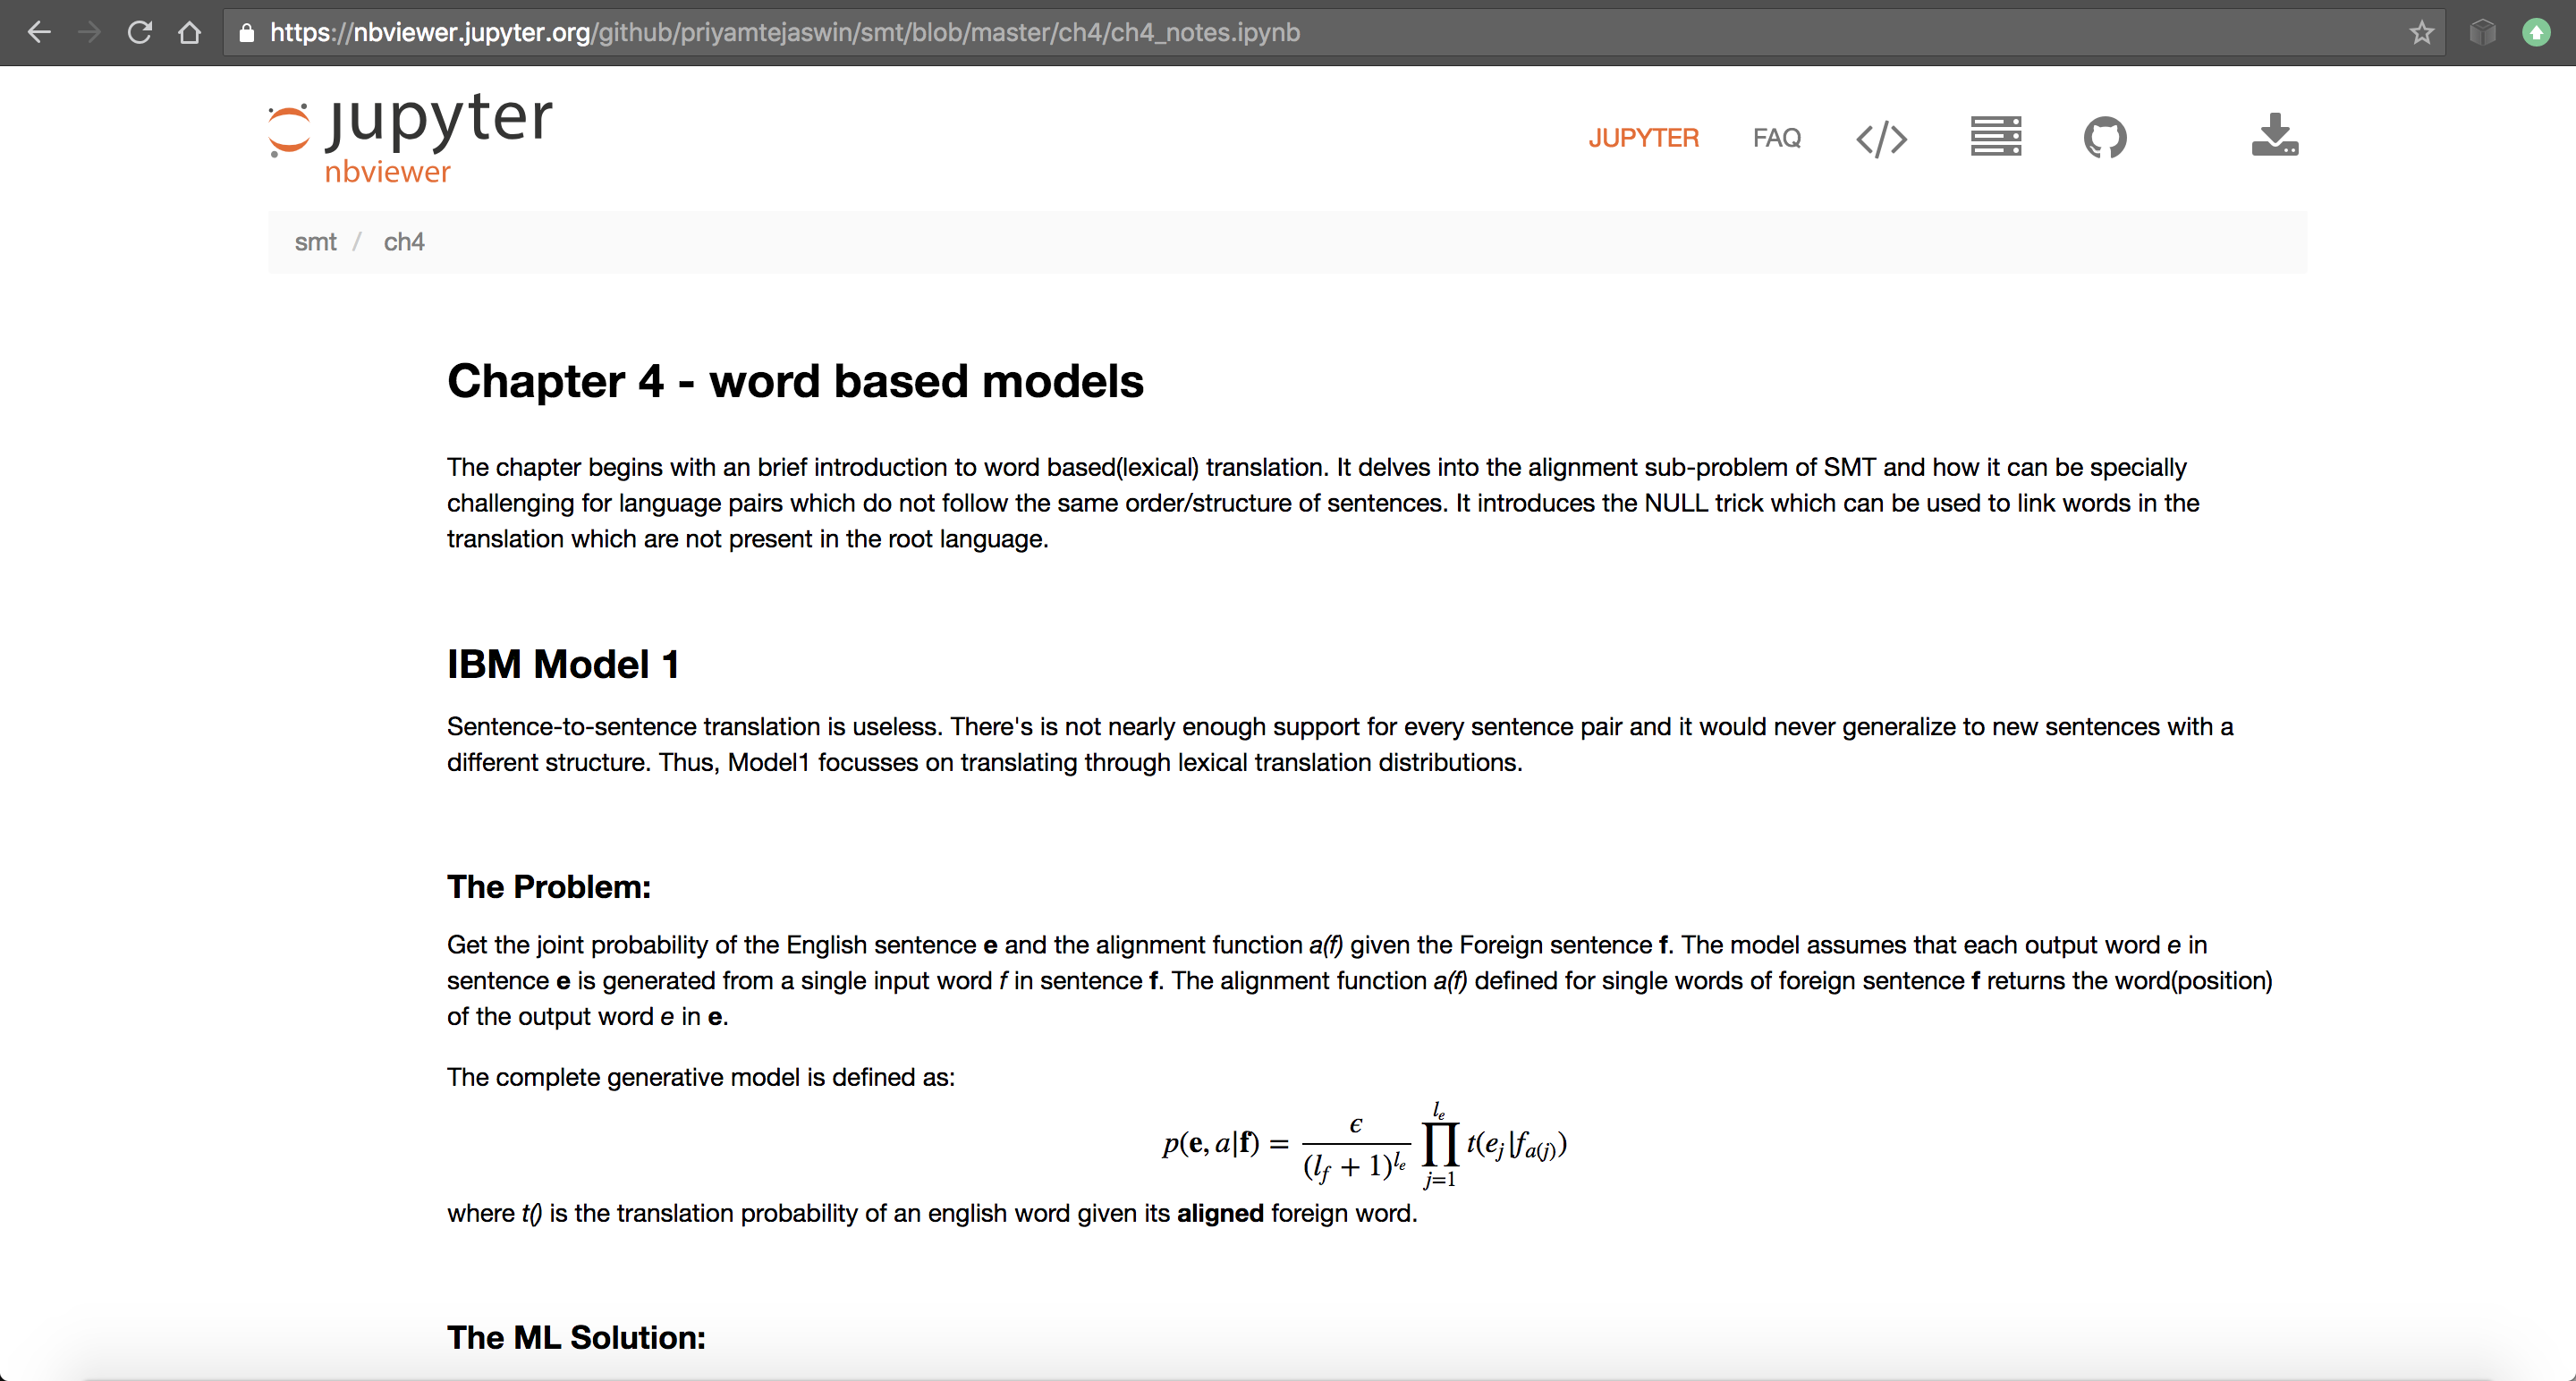 https://nbviewer.jupyter.org/github/priyamtejaswin/smt/blob/master/ch4/ch4_notes.ipynb
jupyter
nbviewer
JUPYTER FAQ </>
smt / ch4
Chapter 4 - word based models
The chapter begins with an brief introduction to word based(lexical) translation. It delves into the alignment sub-problem of SMT and how it can be specially
challenging for language pairs which do not follow the same order/structure of sentences. It introduces the NULL trick which can be used to link words in the
translation which are not present in the root language.
IBM Model 1
Sentence-to-sentence translation is useless. There's is not nearly enough support for every sentence pair and it would never generalize to new sentences with a
different structure. Thus, Model1 focusses on translating through lexical translation distributions.
The Problem:
Get the joint probability of the English sentence e and the alignment function a(f) given the Foreign sentence f. The model assumes that each output word e in
sentence e is generated from a single input word f in sentence f. The alignment function a(f) defined for single words of foreign sentence f returns the word(position)
of the output word e in e.
The complete generative model is defined as:
p(e, a|f) = ϵ / (l_f + 1)^{l_e} ∏_{j=1}^{l_e} t(e_j|f_{a(j)})
where t() is the translation probability of an english word given its aligned foreign word.
The ML Solution: